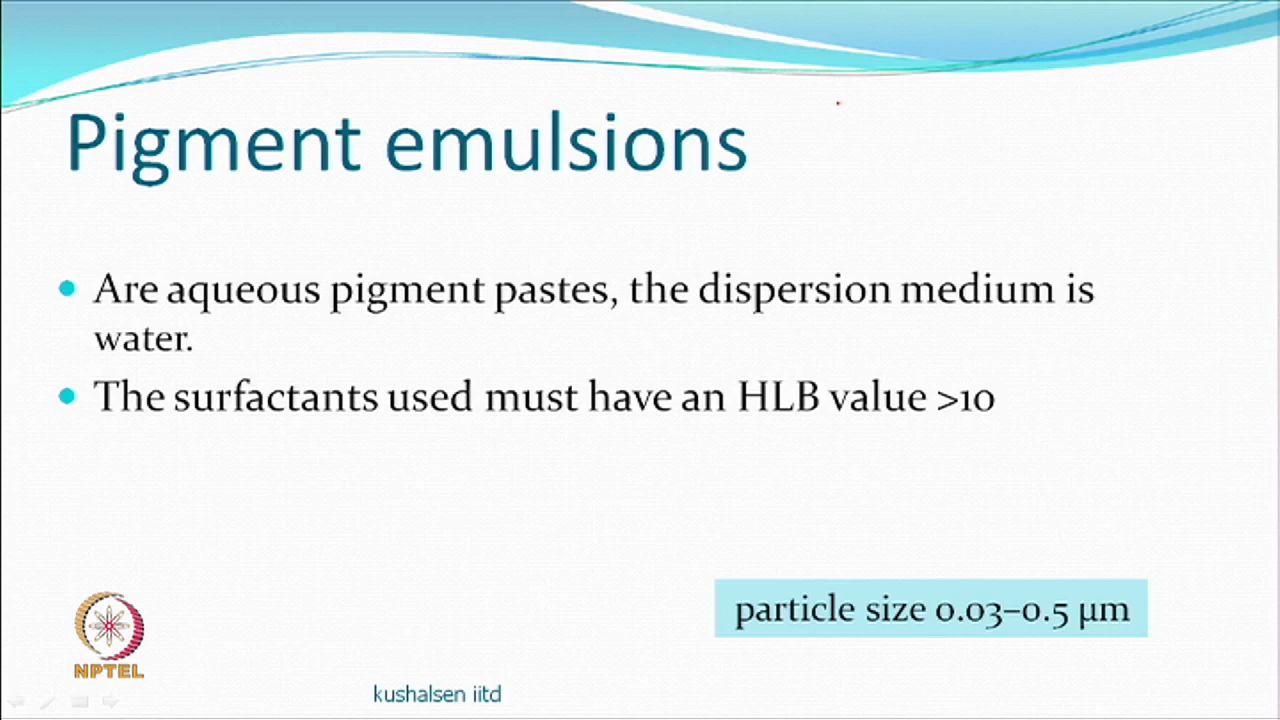 Pigment emulsions
Are aqueous pigment pastes, the dispersion medium is
water.
The surfactants used must have an HLB value >10
particle size 0.03–0.5 µm
NPTEL
kushalsen iitd